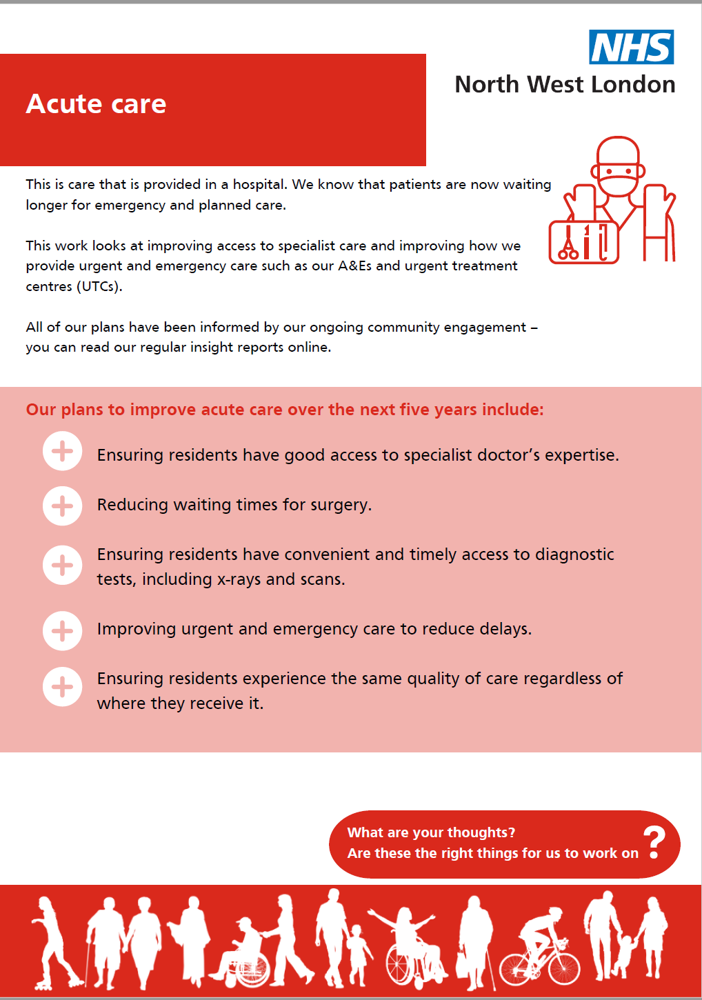 NHS
North West London
Acute care
This is care that is provided in a hospital. We know that patients are now waiting
longer for emergency and planned care.
This work looks at improving access to specialist care and improving how we
provide urgent and emergency care such as our A&Es and urgent treatment
centres (UTCs).
All of our plans have been informed by our ongoing community engagement –
you can read our regular insight reports online.
Our plans to improve acute care over the next five years include:
Ensuring residents have good access to specialist doctor’s expertise.
Reducing waiting times for surgery.
Ensuring residents have convenient and timely access to diagnostic
tests, including x-rays and scans.
Improving urgent and emergency care to reduce delays.
Ensuring residents experience the same quality of care regardless of
where they receive it.
What are your thoughts?
Are these the right things for us to work on ?